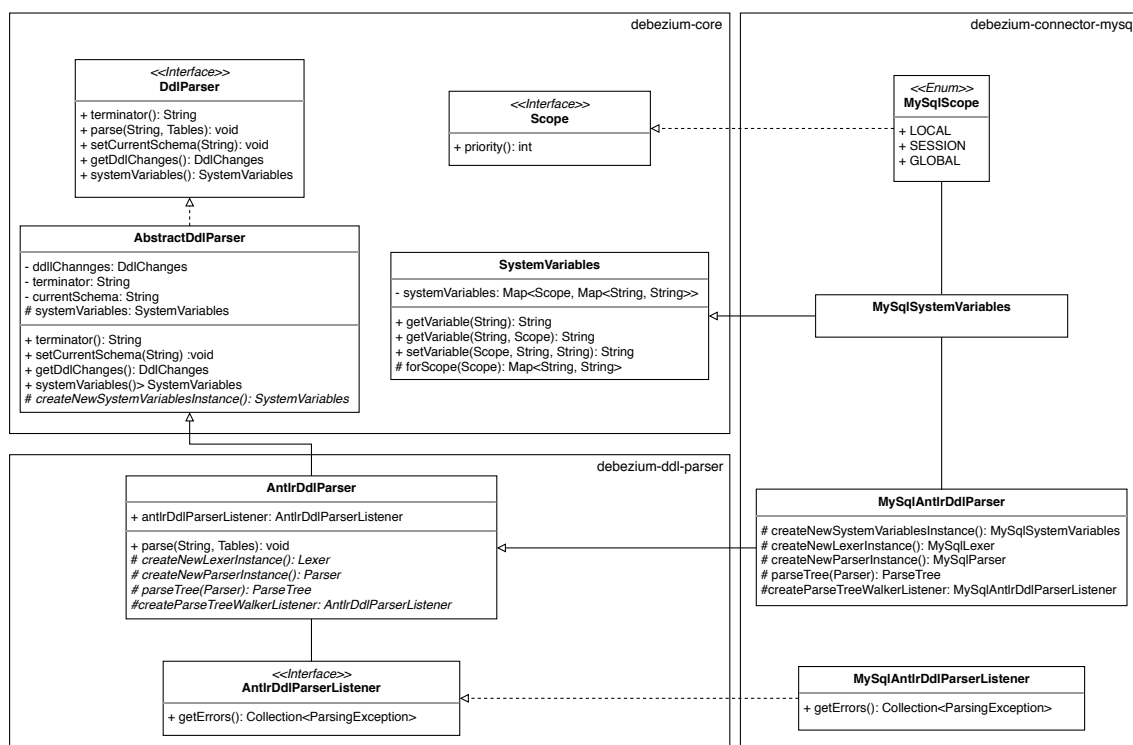 debezium-core
<<Interface>>
DdlParser
+ terminator(): String
+ parse(String, Tables): void
+ setCurrentSchema(String): void
+ getDdlChanges(): DdlChanges
+ systemVariables(): SystemVariables
<<Interface>>
Scope
+ priority(): int
AbstractDdlParser
- ddllChannges: DdlChanges
- terminator: String
- currentSchema: String
# systemVariables: SystemVariables
+ terminator(): String
+ setCurrentSchema(String) :void
+ getDdlChanges(): DdlChanges
+ systemVariables()> SystemVariables
# createNewSystemVariablesInstance(): SystemVariables
SystemVariables
- systemVariables: Map<Scope, Map<String, String>>
+ getVariable(String): String
+ getVariable(String, Scope): String
+ setVariable(Scope, String, String): String
# forScope(Scope): Map<String, String>
debezium-ddl-parser
AntlrDdlParser
+ antlrDdlParserListener: AntlrDdlParserListener
+ parse(String, Tables): void
# createNewLexerInstance(): Lexer
# createNewParserInstance(): Parser
# parseTree(Parser): ParseTree
#createParseTreeWalkerListener: AntlrDdlParserListener
<<Interface>>
AntlrDdlParserListener
+ getErrors(): Collection<ParsingException>
debezium-connector-mysql
<<Enum>>
MySqlScope
+ LOCAL
+ SESSION
+ GLOBAL
MySqlSystemVariables
MySqlAntlrDdlParser
# createNewSystemVariablesInstance(): MySqlSystemVariables
# createNewLexerInstance(): MySqlLexer
# createNewParserInstance(): MySqlParser
# parseTree(Parser): ParseTree
#createParseTreeWalkerListener: MySqlAntlrDdlParserListener
MySqlAntlrDdlParserListener
+ getErrors(): Collection<ParsingException>